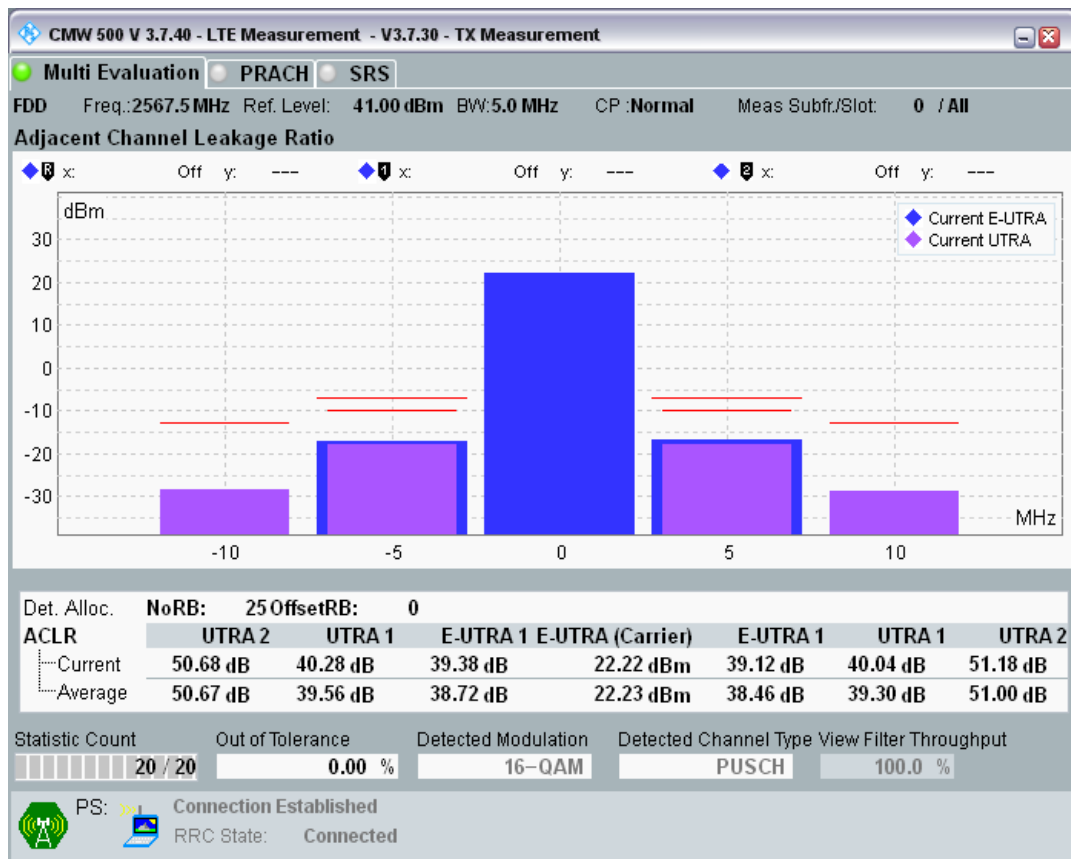 CMW 500 V 3.7.40 - LTE Measurement - V3.7.30 - TX Measurement
Multi Evaluation PRACH SRS
FDD Freq.:2567.5 MHz Ref. Level: 41.00 dBm BW:5.0 MHz CP :Normal Meas Subfr./Slot: 0 / All
Adjacent Channel Leakage Ratio
R x: Off y: --- 1 x: Off y: --- 2 x: Off y: ---
dBm
Current E-UTRA
Current UTRA
30
20
10
0
-10
-20
-30
MHz
-10 -5 0 5 10
Det. Alloc. NoRB: 25 OffsetRB: 0
ACLR UTRA 2 UTRA 1 E-UTRA 1 E-UTRA (Carrier) E-UTRA 1 UTRA 1 UTRA 2
Current 50.68 dB 40.28 dB 39.38 dB 22.22 dBm 39.12 dB 40.04 dB 51.18 dB
Average 50.67 dB 39.56 dB 38.72 dB 22.23 dBm 38.46 dB 39.30 dB 51.00 dB
Statistic Count Out of Tolerance Detected Modulation Detected Channel Type View Filter Throughput
20 / 20 0.00 % 16-QAM PUSCH 100.0 %
PS: Connection Established
RRC State: Connected